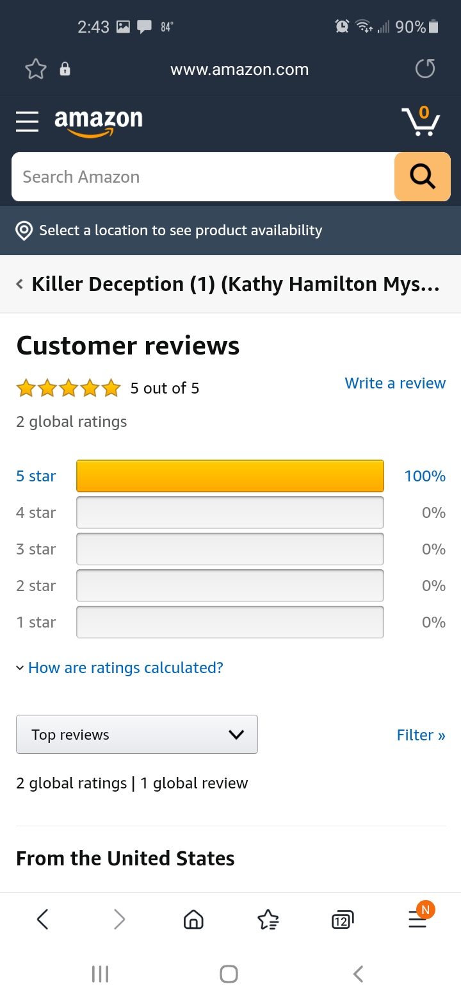 2:43 84° 90%
www.amazon.com
amazon 0
Search Amazon
Select a location to see product availability
Killer Deception (1) (Kathy Hamilton Mys...
Customer reviews
5 out of 5 Write a review
2 global ratings
5 star 100%
4 star 0%
3 star 0%
2 star 0%
1 star 0%
How are ratings calculated?
Top reviews Filter »
2 global ratings | 1 global review
From the United States
12 N